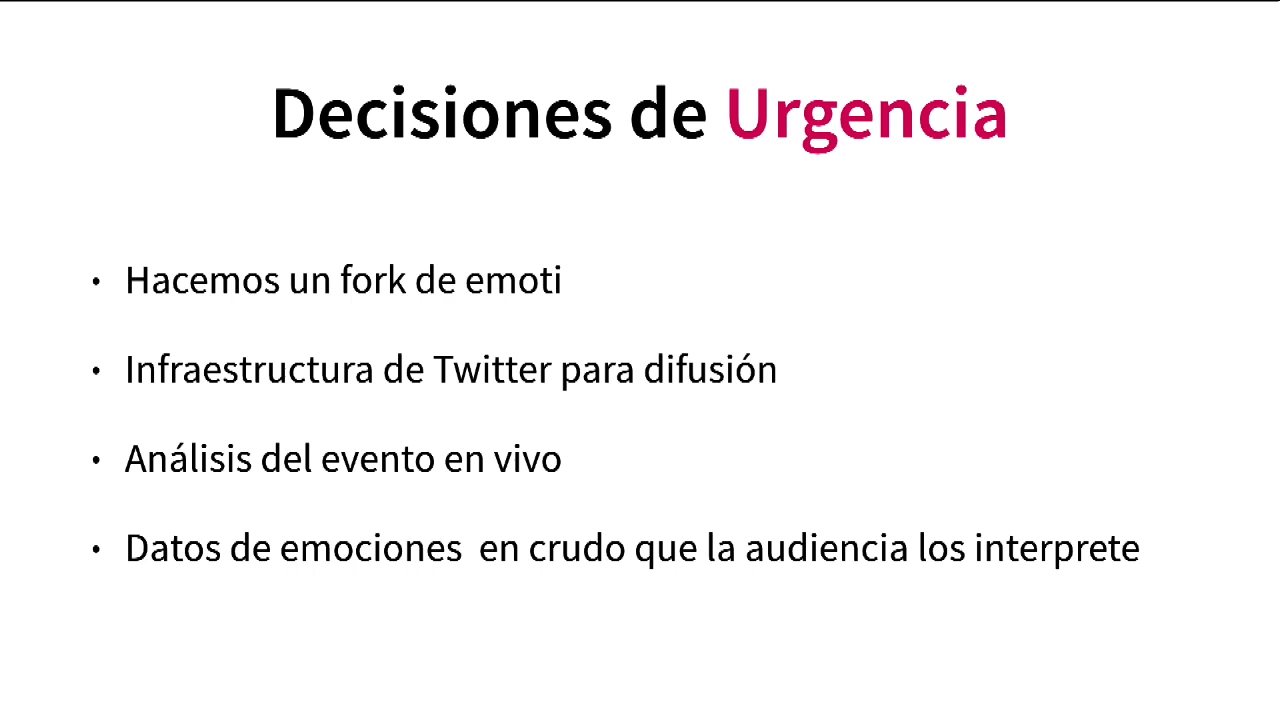 Decisiones de Urgencia
• Hacemos un fork de emoti
• Infraestructura de Twitter para difusión
• Análisis del evento en vivo
• Datos de emociones  en crudo que la audiencia los interprete